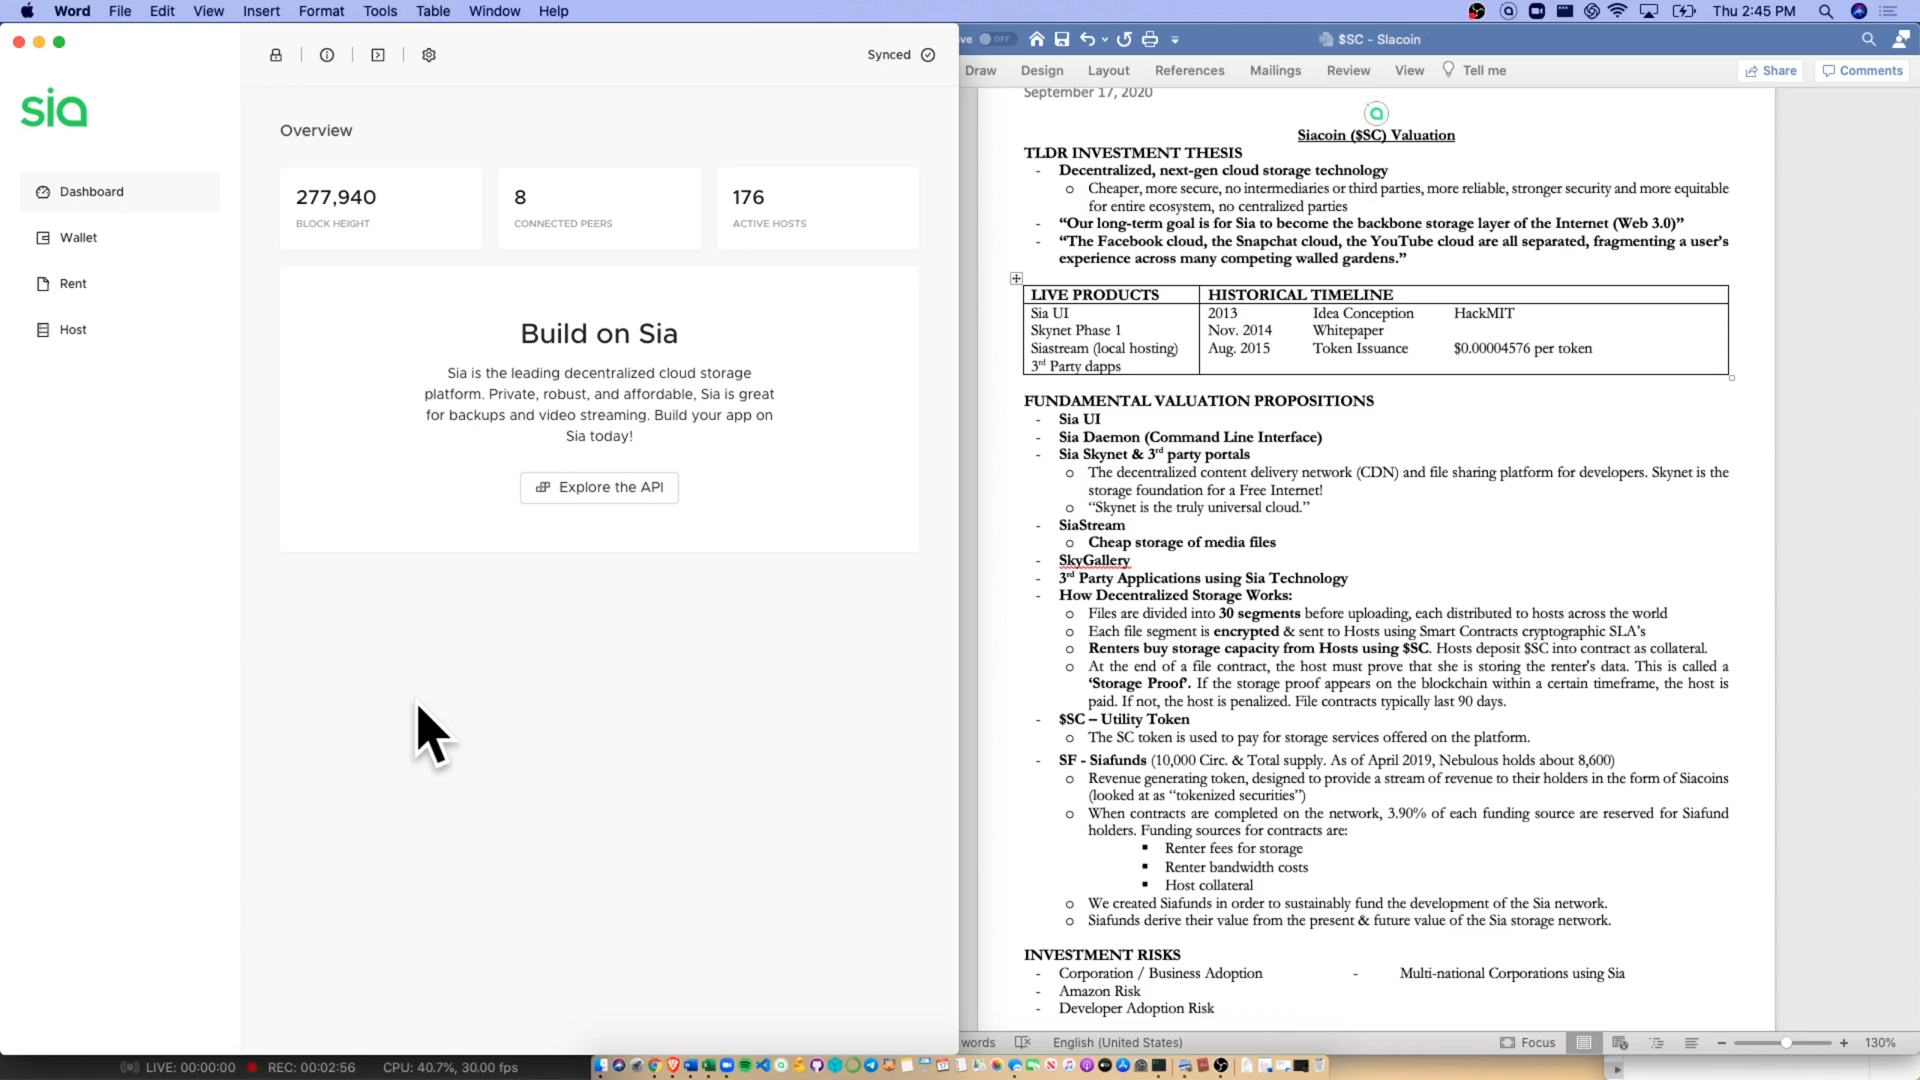 Word File Edit View Insert Format Tools Table Window Help
Thu 2:45 PM
OFF
$SC - SIacoin
Draw Design Layout References Mailings Review View Tell me
Share Comments
Synced
sia
Dashboard
Wallet
Rent
Host
Overview
277,940
BLOCK HEIGHT
8
CONNECTED PEERS
176
ACTIVE HOSTS
Build on Sia
Sia is the leading decentralized cloud storage
platform. Private, robust, and affordable, Sia is great
for backups and video streaming. Build your app on
Sia today!
Explore the API
September 17, 2020
Siacoin ($SC) Valuation
TLDR INVESTMENT THESIS
- Decentralized, next-gen cloud storage technology
o Cheaper, more secure, no intermediaries or third parties, more reliable, stronger security and more equitable
for entire ecosystem, no centralized parties
- “Our long-term goal is for Sia to become the backbone storage layer of the Internet (Web 3.0)”
- “The Facebook cloud, the Snapchat cloud, the YouTube cloud are all separated, fragmenting a user’s
experience across many competing walled gardens.”
LIVE PRODUCTS HISTORICAL TIMELINE
Sia UI 2013 Idea Conception HackMIT
Skynet Phase 1 Nov. 2014 Whitepaper
Siastream (local hosting) Aug. 2015 Token Issuance $0.00004576 per token
3rd Party dapps
FUNDAMENTAL VALUATION PROPOSITIONS
- Sia UI
- Sia Daemon (Command Line Interface)
- Sia Skynet & 3rd party portals
o The decentralized content delivery network (CDN) and file sharing platform for developers. Skynet is the
storage foundation for a Free Internet!
o “Skynet is the truly universal cloud.”
- SiaStream
o Cheap storage of media files
- SkyGallery
- 3rd Party Applications using Sia Technology
- How Decentralized Storage Works:
o Files are divided into 30 segments before uploading, each distributed to hosts across the world
o Each file segment is encrypted & sent to Hosts using Smart Contracts cryptographic SLA’s
o Renters buy storage capacity from Hosts using $SC. Hosts deposit $SC into contract as collateral.
o At the end of a file contract, the host must prove that she is storing the renter's data. This is called a
‘Storage Proof’. If the storage proof appears on the blockchain within a certain timeframe, the host is
paid. If not, the host is penalized. File contracts typically last 90 days.
- $SC – Utility Token
o The SC token is used to pay for storage services offered on the platform.
- SF - Siafunds (10,000 Circ. & Total supply. As of April 2019, Nebulous holds about 8,600)
o Revenue generating token, designed to provide a stream of revenue to their holders in the form of Siacoins
(looked at as “tokenized securities”)
o When contracts are completed on the network, 3.90% of each funding source are reserved for Siafund
holders. Funding sources for contracts are:
▪ Renter fees for storage
▪ Renter bandwidth costs
▪ Host collateral
o We created Siafunds in order to sustainably fund the development of the Sia network.
o Siafunds derive their value from the present & future value of the Sia storage network.
INVESTMENT RISKS
- Corporation / Business Adoption - Multi-national Corporations using Sia
- Amazon Risk
- Developer Adoption Risk
words English (United States) Focus 130%
LIVE: 00:00:00 REC: 00:02:56 CPU: 40.7%, 30.00 fps